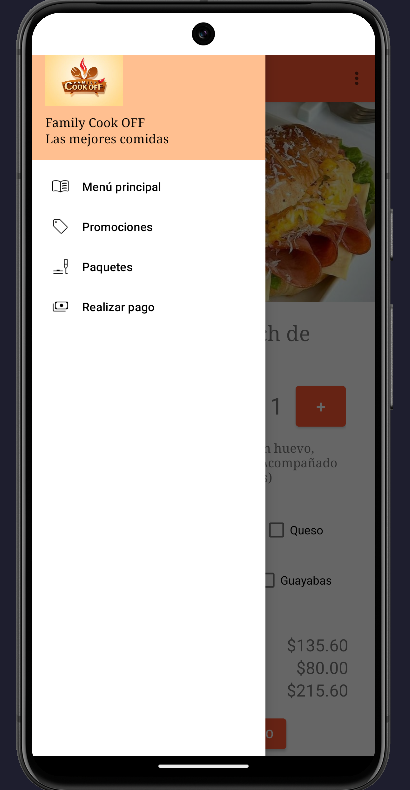 COOK OFF
Family Cook OFF
Las mejores comidas
Menú principal
Promociones
Paquetes
Realizar pago
ch de
1 +
n huevo,
Acompañado
s)
Queso
Guayabas
$135.60
$80.00
$215.60
O